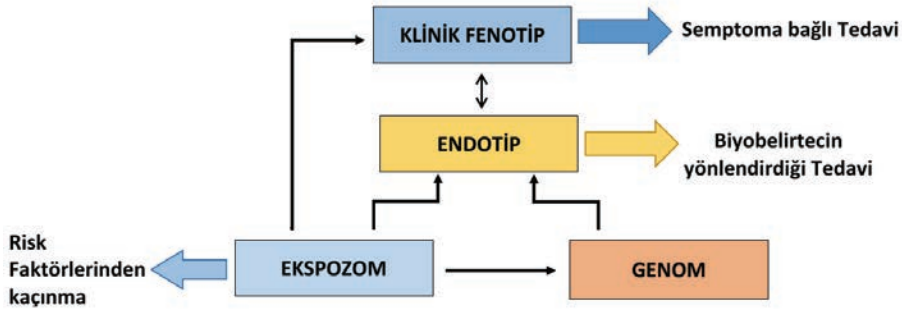 KLİNİK FENOTİP
Semptoma bağlı Tedavi
ENDOTİP
Biyobelirtecin
yönlendirdiği Tedavi
Risk
Faktörlerinden
kaçınma
EKSPOZOM
GENOM